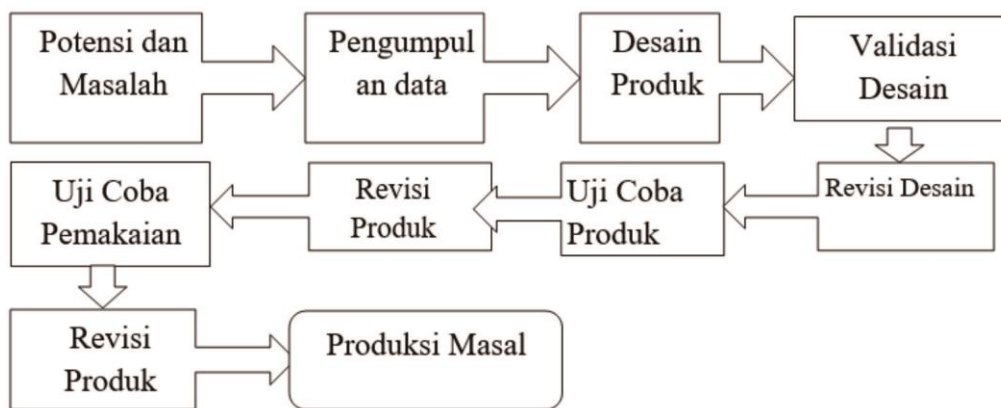 Potensi dan
Masalah
Pengumpul
an data
Desain
Produk
Validasi
Desain
Revisi Desain
Uji Coba
Produk
Revisi
Produk
Uji Coba
Pemakaian
Revisi
Produk
Produksi Masal